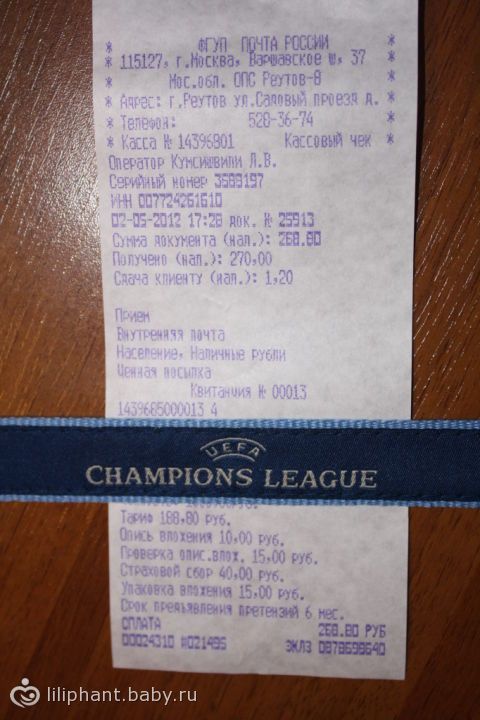 * ФГУП ПОЧТА РОССИИ *
* 115127, г.Москва, Варшавское ш, 37 *
* Мос.обл. ОПС Реутов-8 *
* Адрес: г.Реутов ул.Садовый проезд д. *
* Телефон: 528-36-74 *
* Касса № 14396801 Кассовый чек *
Оператор Кумсишвили Л.В.
Серийный номер 3589197
ИНН 007724261610
02-05-2012 17:28 док. № 25913
Сумма документа (нал.): 268.80
Получено (нал.): 270,00
Сдача клиенту (нал.): 1,20
Прием
Внутренняя почта
Население, Наличные рубли
Ценная посылка
Квитанция № 00013
1439685000013 4
UEFA
CHAMPIONS LEAGUE
Тариф 188,80 руб.
Опись вложения 10,00 руб.
Проверка опис.влож. 15,00 руб.
Страховой сбор 40,00 руб.
Упаковка вложения 15,00 руб.
Срок предъявления претензий 6 мес.
ОПЛАТА 268.80 РУБ
00024310 #021495 ЭКЛЗ 0878698640
liliphant.baby.ru